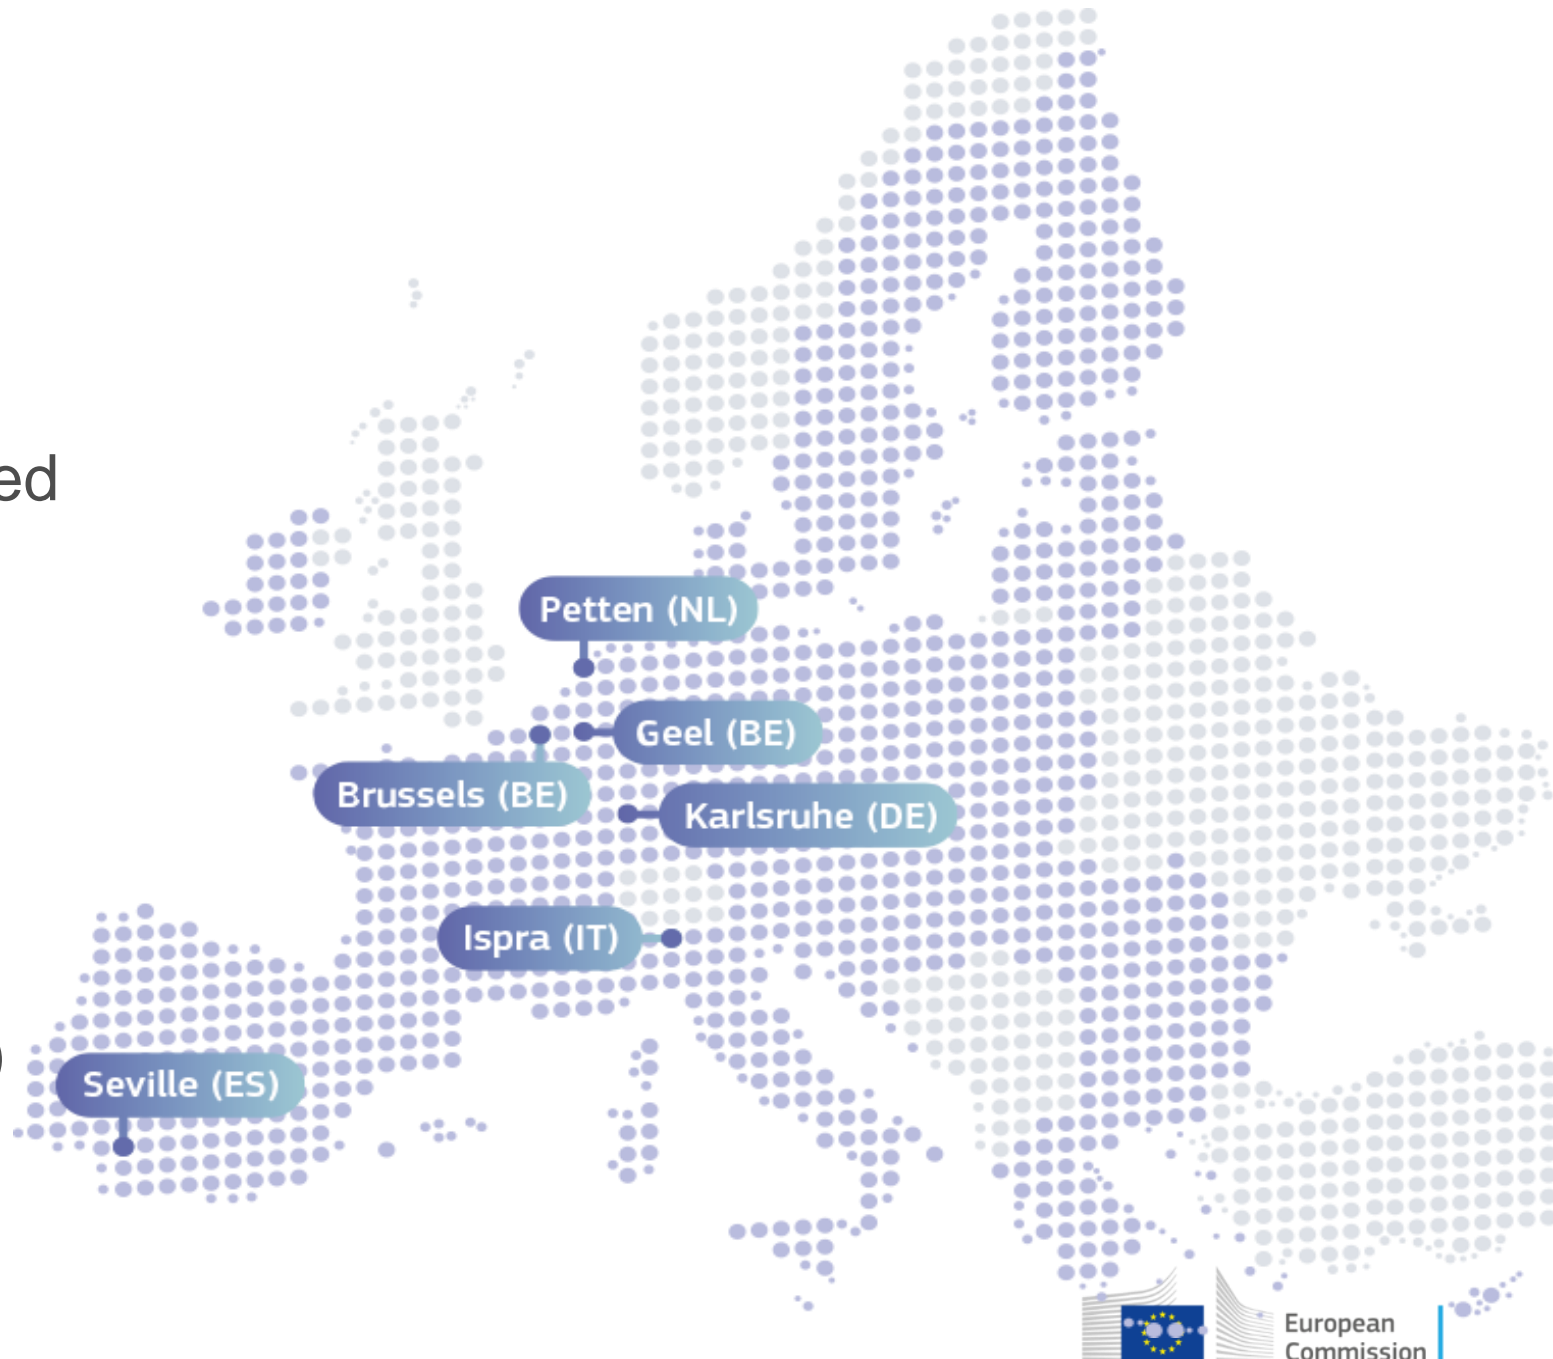 ed
Petten (NL)
Geel (BE)
Brussels (BE)
Karlsruhe (DE)
Ispra (IT)
)
Seville (ES)
European
Commission